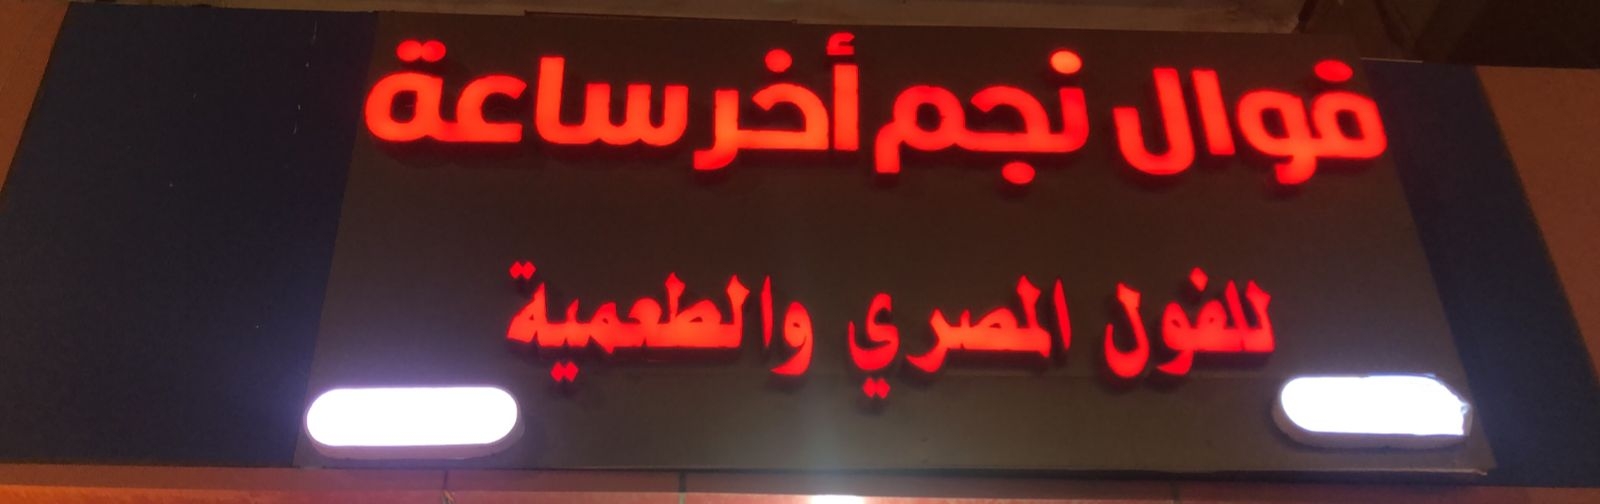 فوال نجم أخر ساعة
للفول المصري والطعمية